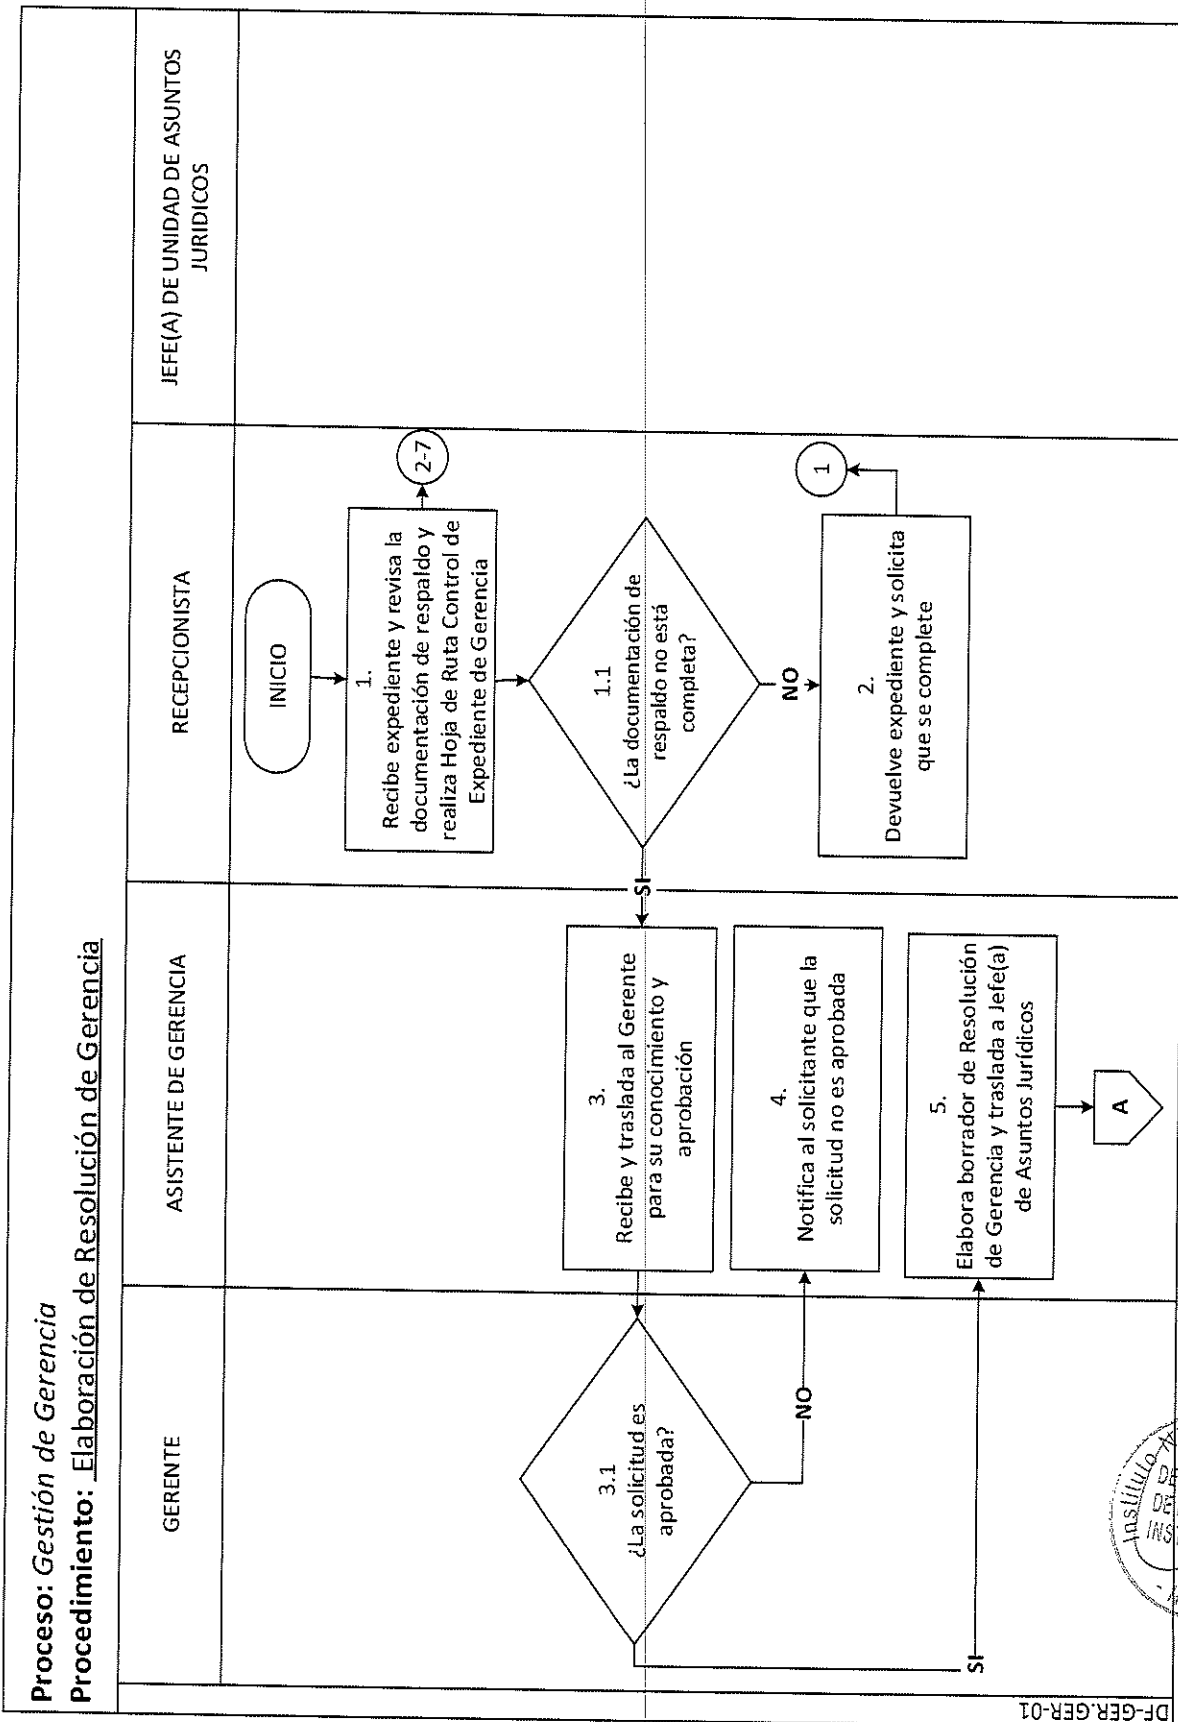 Proceso: Gestión de Gerencia
Procedimiento: Elaboración de Resolución de Gerencia
GERENTE
ASISTENTE DE GERENCIA
RECEPCIONISTA
JEFE(A) DE UNIDAD DE ASUNTOS
JURIDICOS
INICIO
1.
Recibe expediente y revisa la
documentación de respaldo y
realiza Hoja de Ruta Control de
Expediente de Gerencia
2-7
1.1
¿La documentación de
respaldo no está
completa?
SI
NO
2.
Devuelve expediente y solicita
que se complete
1
3.
Recibe y traslada al Gerente
para su conocimiento y
aprobación
3.1
¿La solicitud es
aprobada?
NO
4.
Notifica al solicitante que la
solicitud no es aprobada
SI
5.
Elabora borrador de Resolución
de Gerencia y traslada a Jefe(a)
de Asuntos Jurídicos
A
DF-GER.GER-01
Instituto
DE